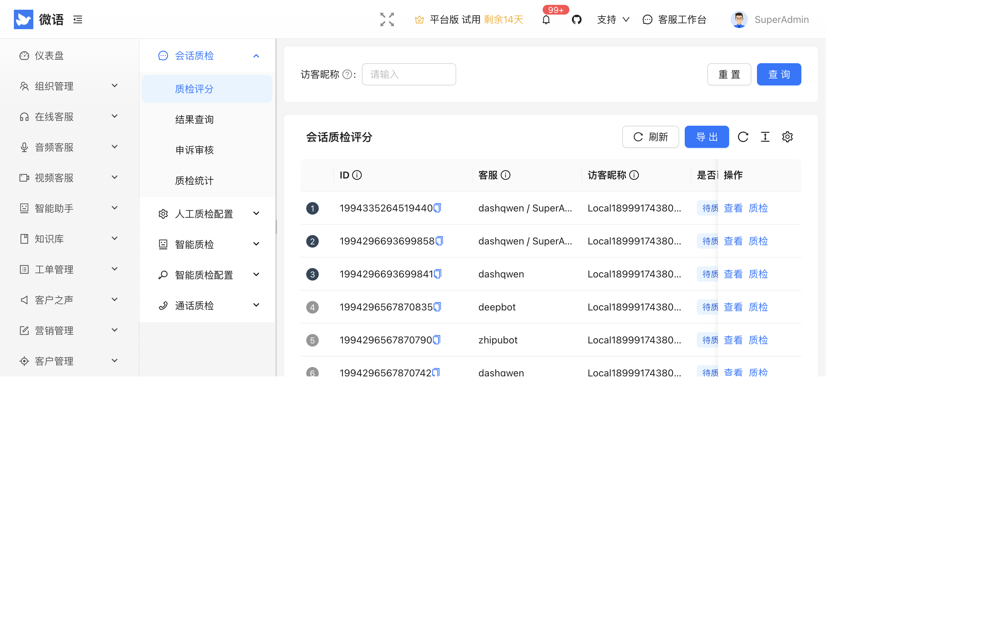 微语
平台版 试用 剩余14天
99+
支持
客服工作台
SuperAdmin
仪表盘
组织管理
在线客服
音频客服
视频客服
智能助手
知识库
工单管理
客户之声
营销管理
客户管理
会话质检
质检评分
结果查询
申诉审核
质检统计
人工质检配置
智能质检
智能质检配置
通话质检
访客昵称 ? :
请输入
重 置
查 询
会话质检评分
刷新
导 出
ID 客服 访客昵称 是否 操作
1 1994335264519440 dashqwen / SuperA... Local18999174380... 待质 查看 质检
2 1994296693699858 dashqwen / SuperA... Local18999174380... 待质 查看 质检
3 1994296693699841 dashqwen Local18999174380... 待质 查看 质检
4 1994296567870835 deepbot Local18999174380... 待质 查看 质检
5 1994296567870790 zhipubot Local18999174380... 待质 查看 质检
6 1994296567870742 dashqwen Local18999174380... 待质 查看 质检